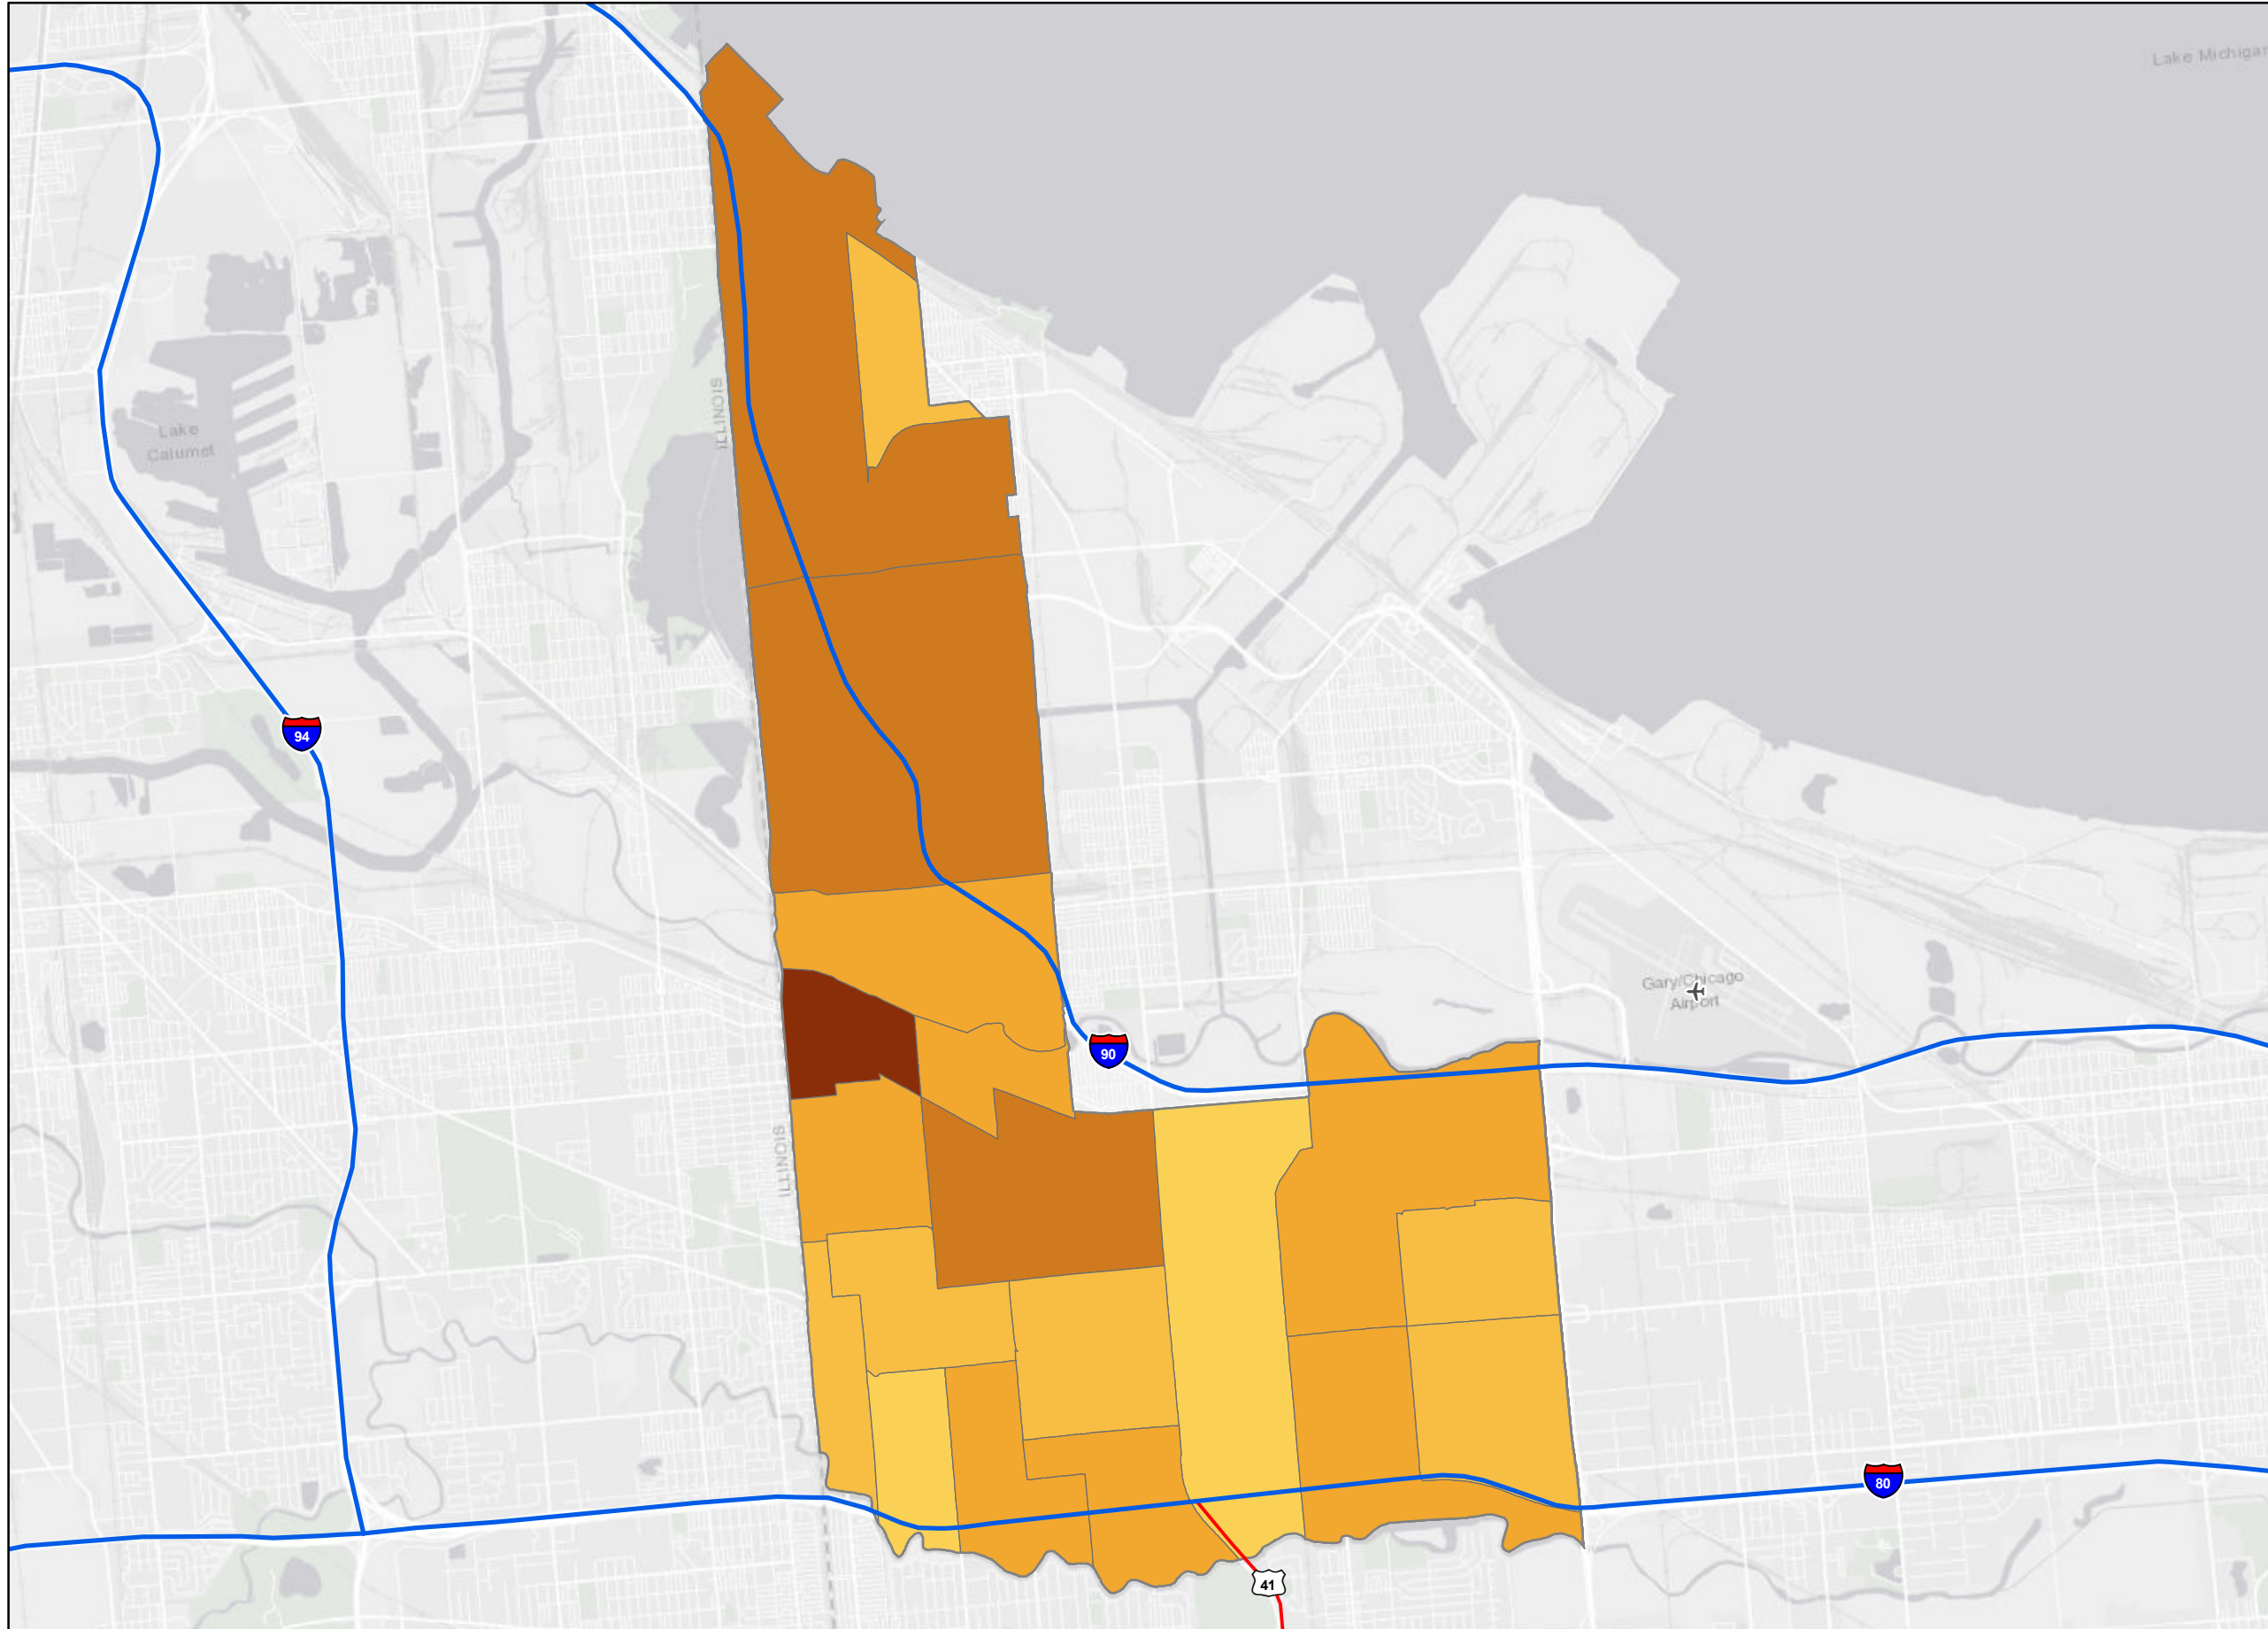 Lake Michigan
ILLINOIS
Lake
Calumet
94
Gary/Chicago
Airport
90
ILLINOIS
80
41